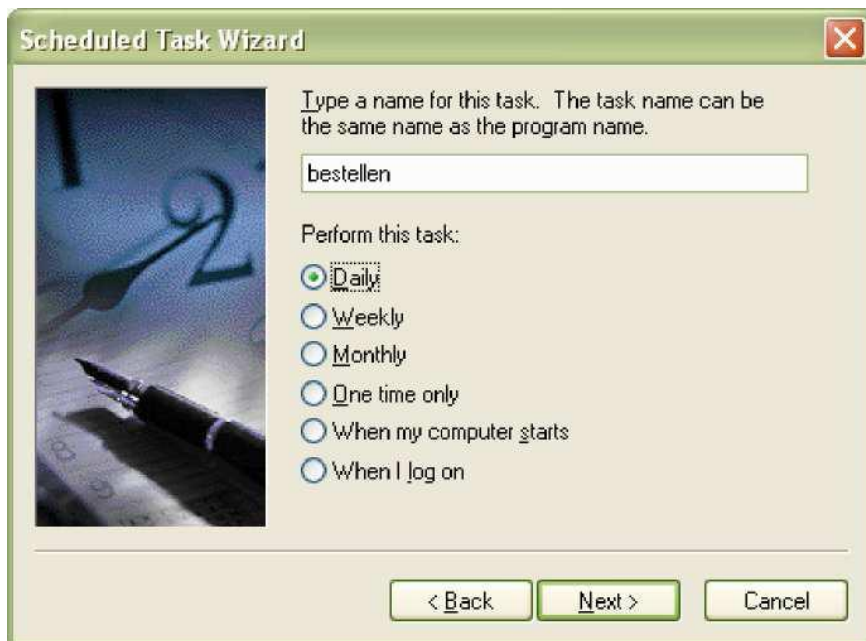 Scheduled Task Wizard
Type a name for this task. The task name can be
the same name as the program name.
bestellen
Perform this task:
Daily
Weekly
Monthly
One time only
When my computer starts
When I log on
< Back
Next >
Cancel